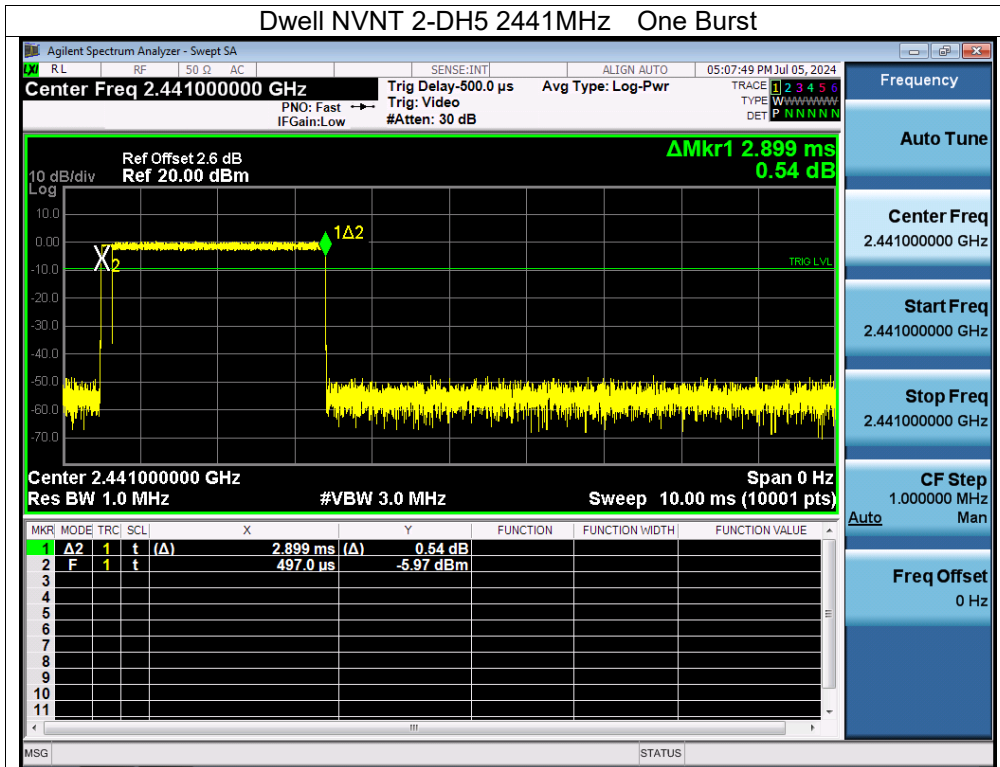 Dwell NVNT 2-DH5 2441MHz One Burst
Agilent Spectrum Analyzer - Swept SA
LXI RL RF 50 Ω AC SENSE:INT ALIGN AUTO 05:07:49 PM Jul 05, 2024
Center Freq 2.441000000 GHz
PNO: Fast
IFGain:Low
Trig Delay-500.0 µs
Trig: Video
#Atten: 30 dB
Avg Type: Log-Pwr
TRACE 1 2 3 4 5 6
TYPE WWWWWW
DET P N N N N N
ΔMkr1 2.899 ms
0.54 dB
Ref Offset 2.6 dB
10 dB/div Ref 20.00 dBm
Log
10.0
0.00
-10.0
-20.0
-30.0
-40.0
-50.0
-60.0
-70.0
X2
1Δ2
TRIG LVL
Center 2.441000000 GHz Span 0 Hz
Res BW 1.0 MHz #VBW 3.0 MHz Sweep 10.00 ms (10001 pts)
MKR MODE TRC SCL X Y FUNCTION FUNCTION WIDTH FUNCTION VALUE
1 Δ2 1 t (Δ) 2.899 ms (Δ) 0.54 dB
2 F 1 t 497.0 µs -5.97 dBm
3
4
5
6
7
8
9
10
11
MSG STATUS
Frequency
Auto Tune
Center Freq
2.441000000 GHz
Start Freq
2.441000000 GHz
Stop Freq
2.441000000 GHz
CF Step
1.000000 MHz
Auto Man
Freq Offset
0 Hz